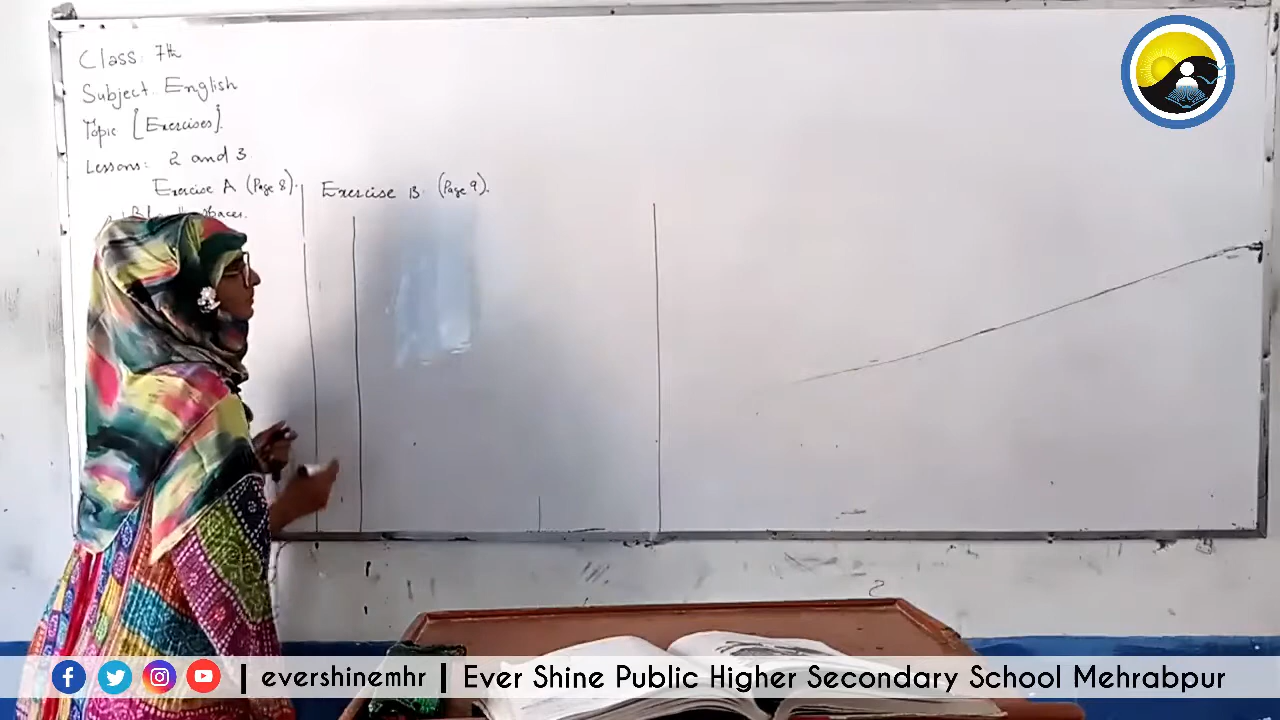 Class: 7th
Subject: English
Topic [Exercises].
Lessons: 2 and 3.
Exercise A (Page 8).
Exercise B. (Page 9).
spaces.
| evershinemhr | Ever Shine Public Higher Secondary School Mehrabpur